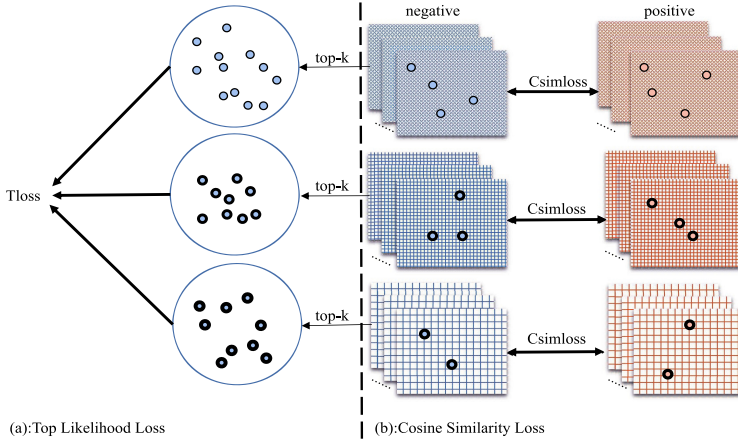 negative
positive
top-k
Csimloss
top-k
Csimloss
Tloss
top-k
Csimloss
(a):Top Likelihood Loss
(b):Cosine Similarity Loss